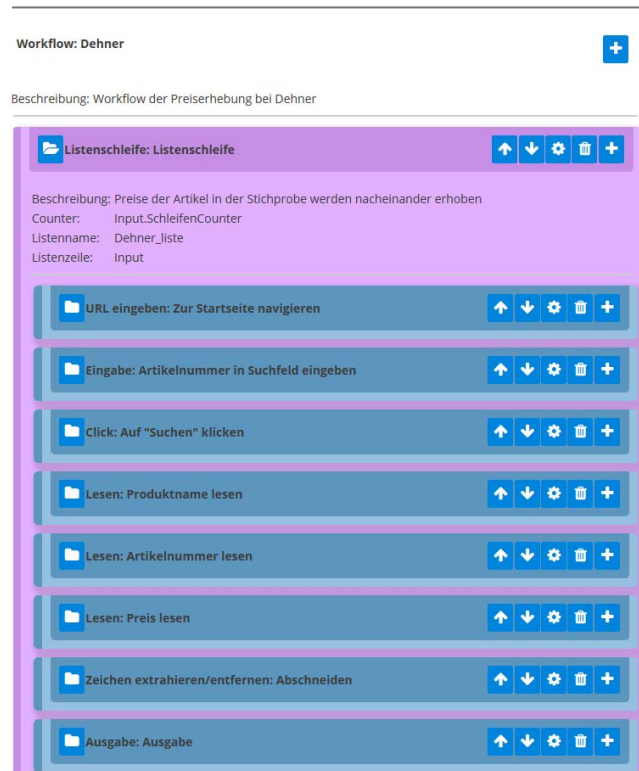 Workflow: Dehner
Beschreibung: Workflow der Preiserhebung bei Dehner
Listenschleife: Listenschleife
Beschreibung: Preise der Artikel in der Stichprobe werden nacheinander erhoben
Counter: Input.SchleifenCounter
Listenname: Dehner_liste
Listenzeile: Input
URL eingeben: Zur Startseite navigieren
Eingabe: Artikelnummer in Suchfeld eingeben
Click: Auf "Suchen" klicken
Lesen: Produktname lesen
Lesen: Artikelnummer lesen
Lesen: Preis lesen
Zeichen extrahieren/entfernen: Abschneiden
Ausgabe: Ausgabe